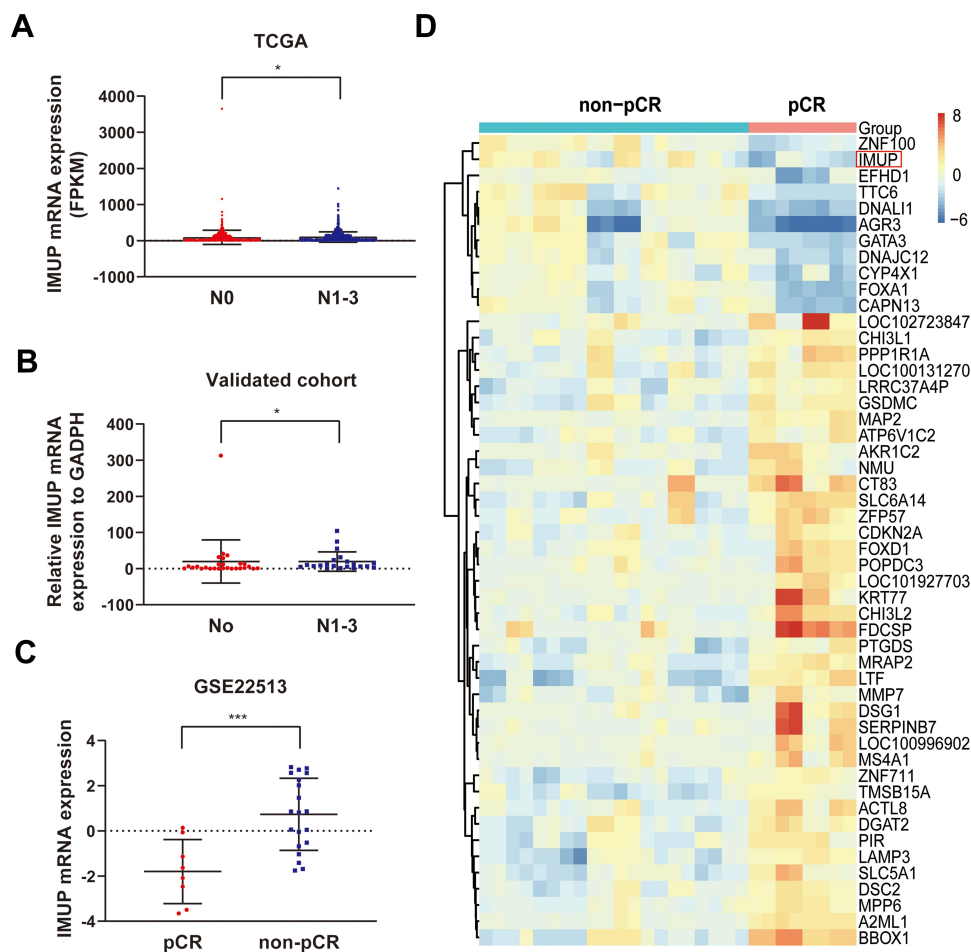 A
TCGA
*
IMUP mRNA expression
(FPKM)
4000
3000
2000
1000
0
-1000
N0
N1-3
B
Validated cohort
*
Relative IMUP mRNA
expression to GADPH
400
300
200
100
0
-100
No
N1-3
C
GSE22513
***
IMUP mRNA expression
4
2
0
-2
-4
pCR
non-pCR
D
non-pCR
pCR
Group
ZNF100
IMUP
EFHD1
TTC6
DNALI1
AGR3
GATA3
DNAJC12
CYP4X1
FOXA1
CAPN13
LOC102723847
CHI3L1
PPP1R1A
LOC100131270
LRRC37A4P
GSDMC
MAP2
ATP6V1C2
AKR1C2
NMU
CT83
SLC6A14
ZFP57
CDKN2A
FOXD1
POPDC3
LOC101927703
KRT77
CHI3L2
FDCSP
PTGDS
MRAP2
LTF
MMP7
DSG1
SERPINB7
LOC100996902
MS4A1
ZNF711
TMSB15A
ACTL8
DGAT2
PIR
LAMP3
SLC5A1
DSC2
MPP6
A2ML1
BBOX1
8
0
-6